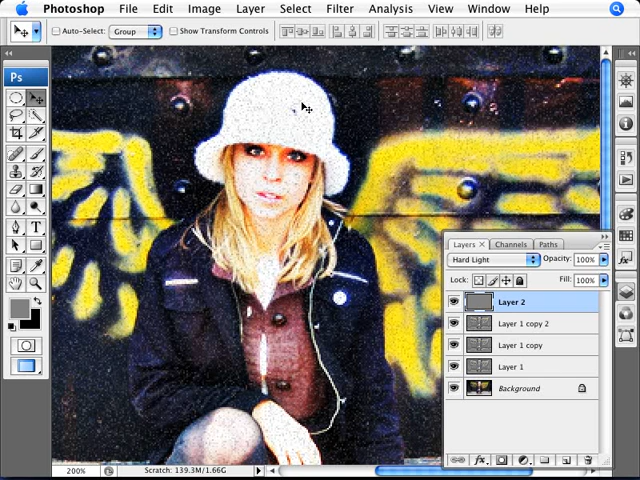 Photoshop File Edit Image Layer Select Filter Analysis View Window Help
Auto-Select: Group Show Transform Controls
Ps
T
Layers × Channels Paths
Hard Light Opacity: 100%
Lock: Fill: 100%
Layer 2
Layer 1 copy 2
Layer 1 copy
Layer 1
Background
fx
200% Scratch: 139.3M/1.66G